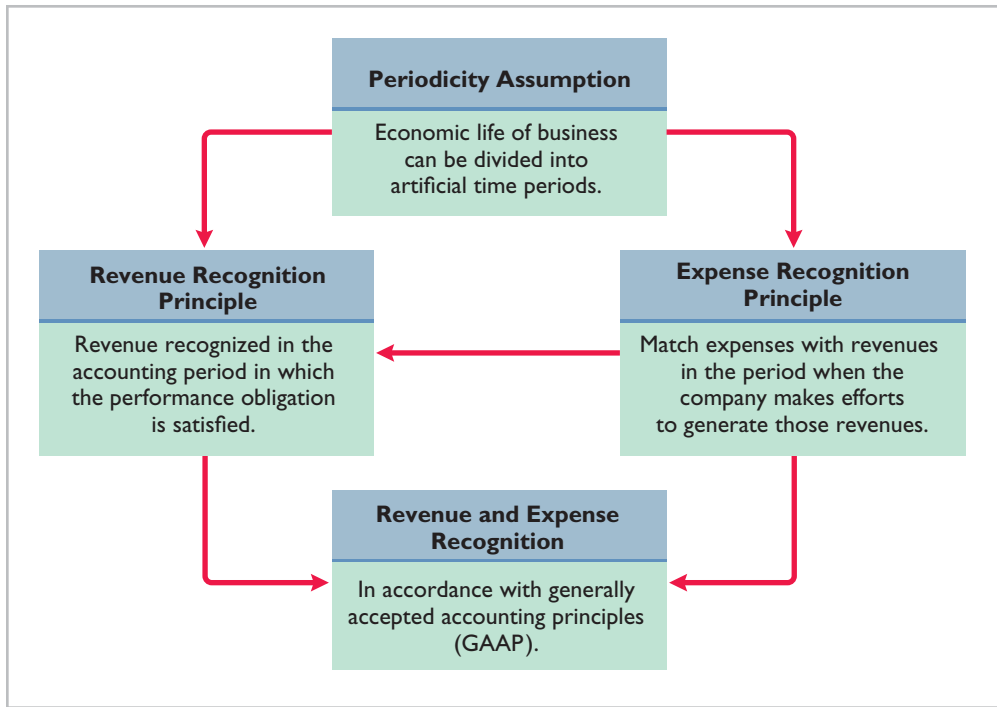 Periodicity Assumption
Economic life of business
can be divided into
artificial time periods.
Revenue Recognition
Principle
Revenue recognized in the
accounting period in which
the performance obligation
is satisfied.
Expense Recognition
Principle
Match expenses with revenues
in the period when the
company makes efforts
to generate those revenues.
Revenue and Expense
Recognition
In accordance with generally
accepted accounting principles
(GAAP).